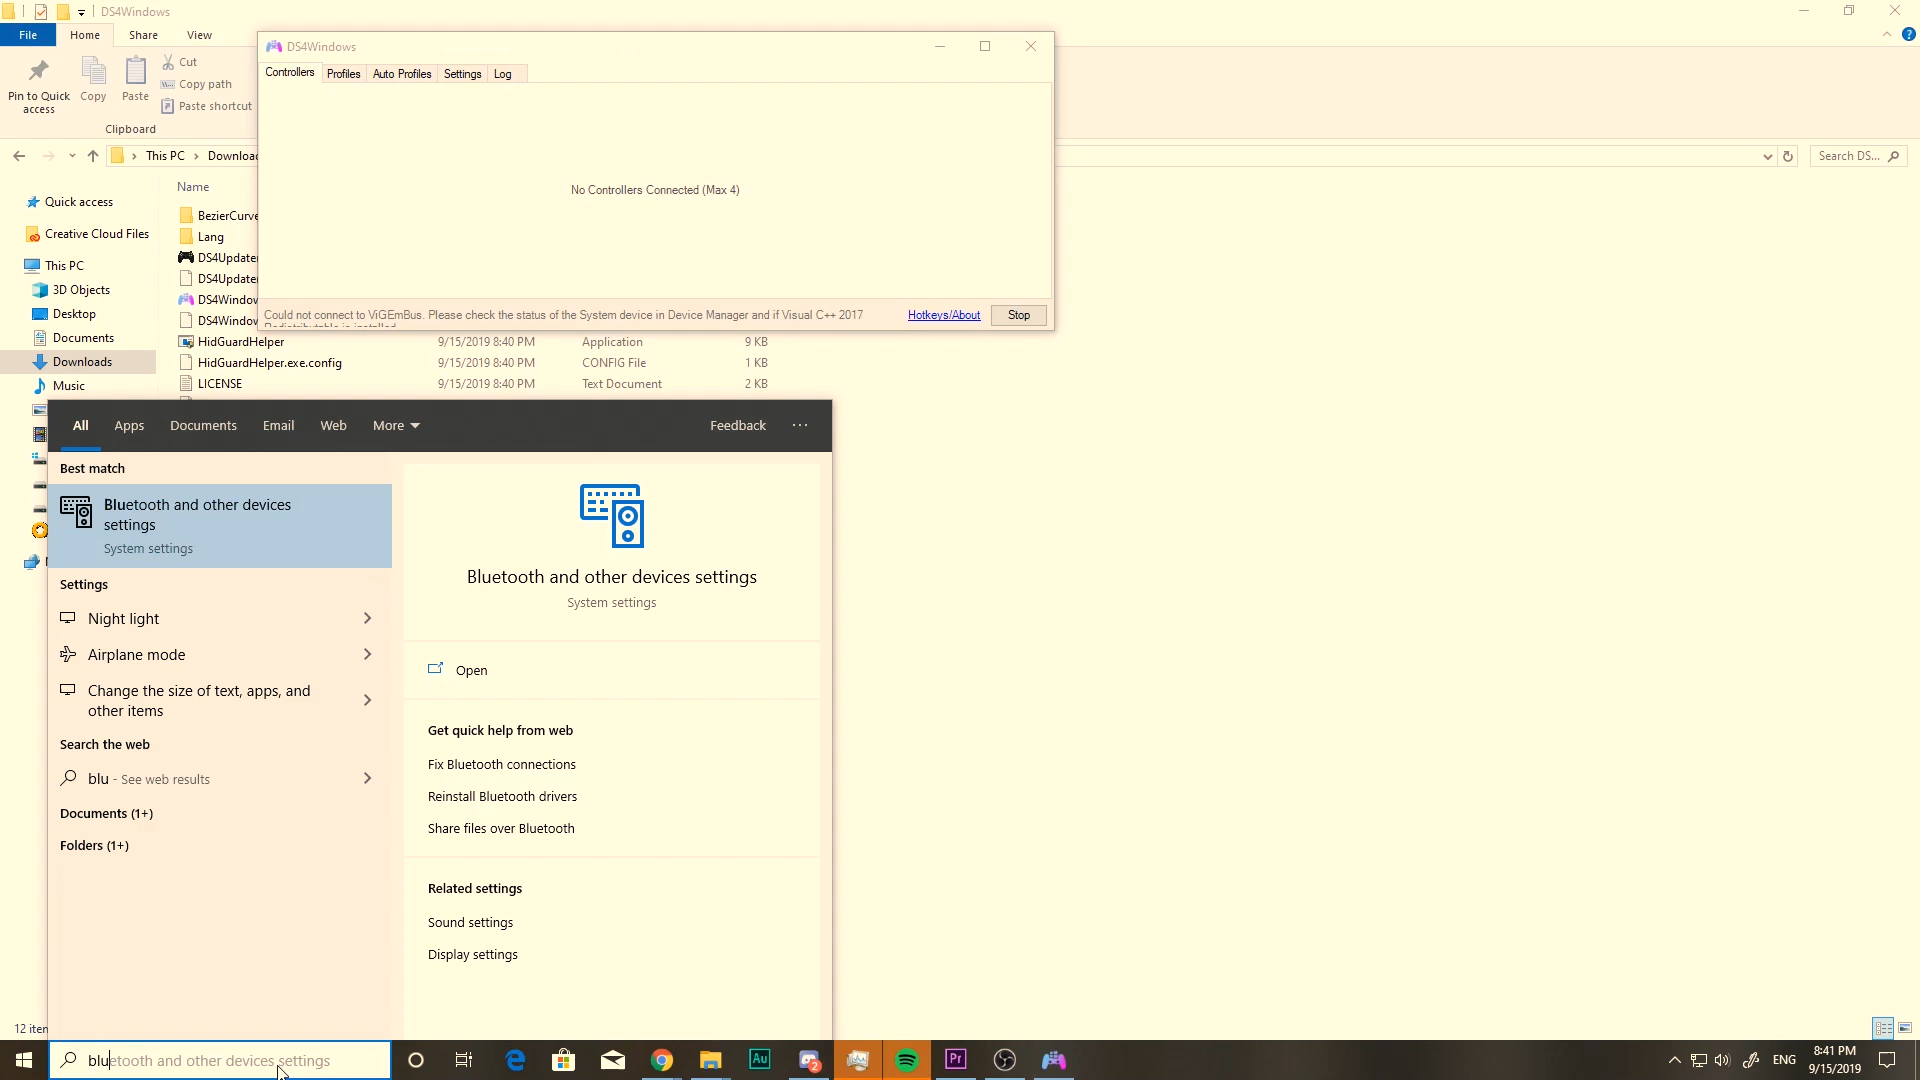 DS4Windows
File
Home
Share
View
Pin to Quick
access
Copy
Paste
Cut
Copy path
Paste shortcut
Clipboard
This PC
Search DS...
Quick access
Creative Cloud Files
This PC
3D Objects
Desktop
Documents
Downloads
Music
Name
Lang
HidGuardHelper
9/15/2019 8:40 PM
Application
9 KB
HidGuardHelper.exe.config
9/15/2019 8:40 PM
CONFIG File
1 KB
LICENSE
9/15/2019 8:40 PM
Text Document
2 KB
DS4Windows
Controllers
Profiles
Auto Profiles
Settings
Log
No Controllers Connected (Max 4)
Could not connect to ViGEmBus. Please check the status of the System device in Device Manager and if Visual C++ 2017
Redistributable is installed.
Hotkeys/About
Stop
All
Apps
Documents
Email
Web
More
Feedback
Best match
Bluetooth and other devices
settings
System settings
Settings
Night light
Airplane mode
Change the size of text, apps, and
other items
Search the web
blu - See web results
Documents (1+)
Folders (1+)
Bluetooth and other devices settings
System settings
Open
Get quick help from web
Fix Bluetooth connections
Reinstall Bluetooth drivers
Share files over Bluetooth
Related settings
Sound settings
Display settings
12 iten
bluetooth and other devices settings
Au
2
Pr
ENG
8:41 PM
9/15/2019